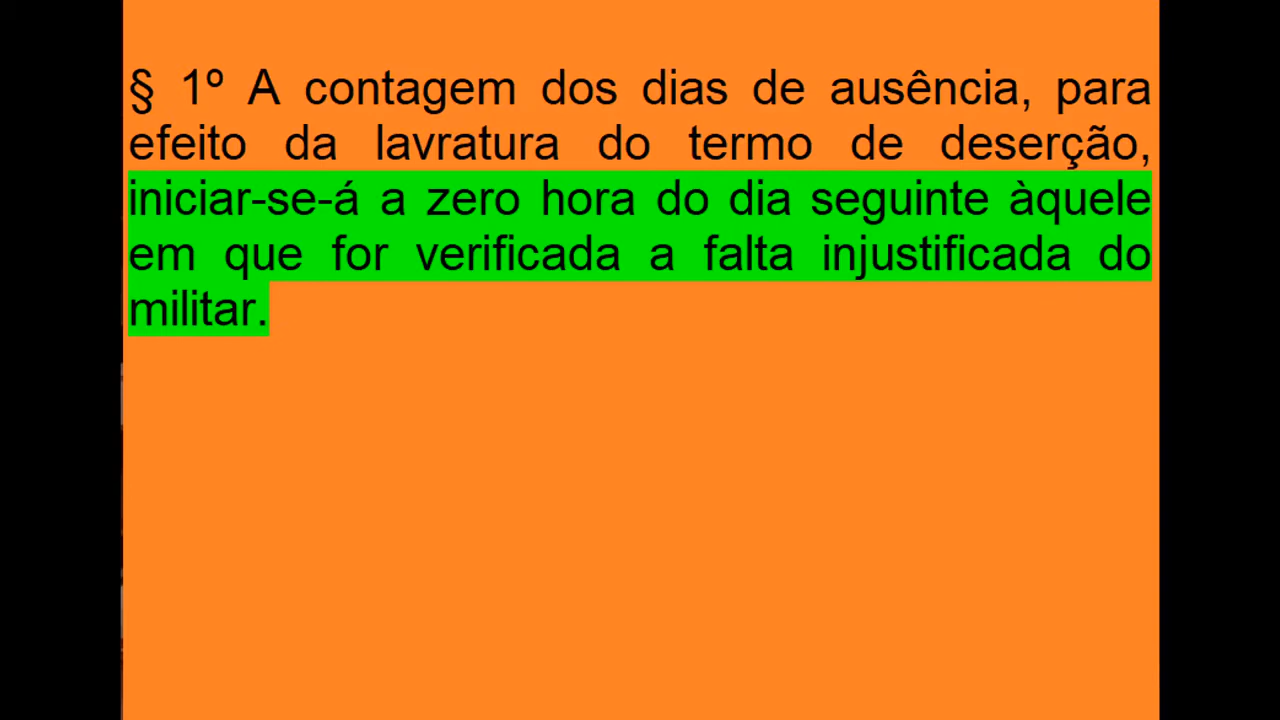 § 1º A contagem dos dias de ausência, para
efeito da lavratura do termo de deserção,
iniciar-se-á a zero hora do dia seguinte àquele
em que for verificada a falta injustificada do
militar.